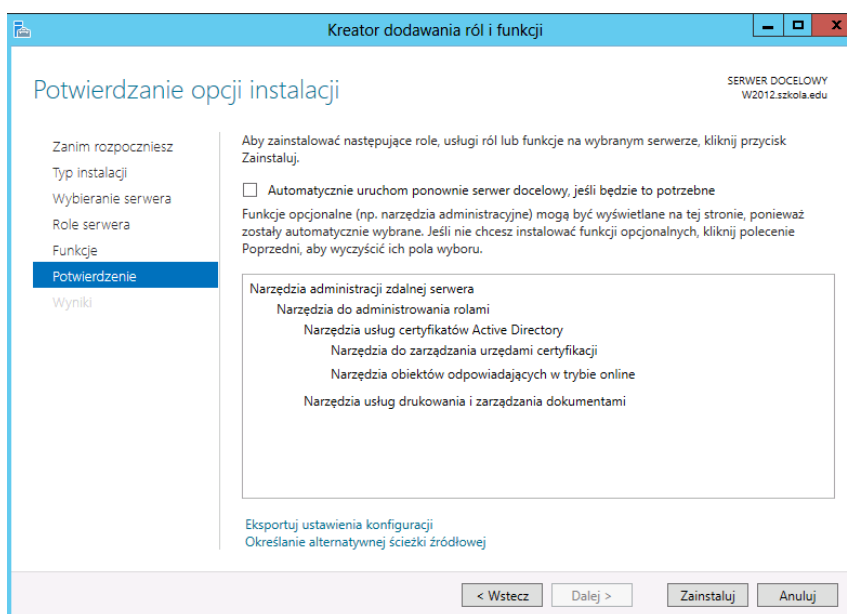 Kreator dodawania ról i funkcji
Potwierdzanie opcji instalacji
SERWER DOCELOWY
W2012.szkola.edu
Zanim rozpoczniesz
Typ instalacji
Wybieranie serwera
Role serwera
Funkcje
Potwierdzenie
Wyniki
Aby zainstalować następujące role, usługi ról lub funkcje na wybranym serwerze, kliknij przycisk
Zainstaluj.
Automatycznie uruchom ponownie serwer docelowy, jeśli będzie to potrzebne
Funkcje opcjonalne (np. narzędzia administracyjne) mogą być wyświetlane na tej stronie, ponieważ
zostały automatycznie wybrane. Jeśli nie chcesz instalować funkcji opcjonalnych, kliknij polecenie
Poprzedni, aby wyczyścić ich pola wyboru.
Narzędzia administracji zdalnej serwera
Narzędzia do administrowania rolami
Narzędzia usług certyfikatów Active Directory
Narzędzia do zarządzania urzędami certyfikacji
Narzędzia obiektów odpowiadających w trybie online
Narzędzia usług drukowania i zarządzania dokumentami
Eksportuj ustawienia konfiguracji
Określanie alternatywnej ścieżki źródłowej
< Wstecz
Dalej >
Zainstaluj
Anuluj